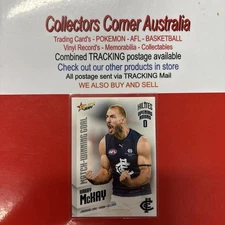 Collectors Corner Australia
Trading Card's - POKEMON - AFL - BASKETBALL
Vinyl Record's - Memorabilia - Collectables
Combined TRACKING postage available
Check out our other products in store
All postage sent via TRACKING Mail
WE ALSO BUY AND SELL
MATCH-WINNING GOAL
HARRY
McKAY